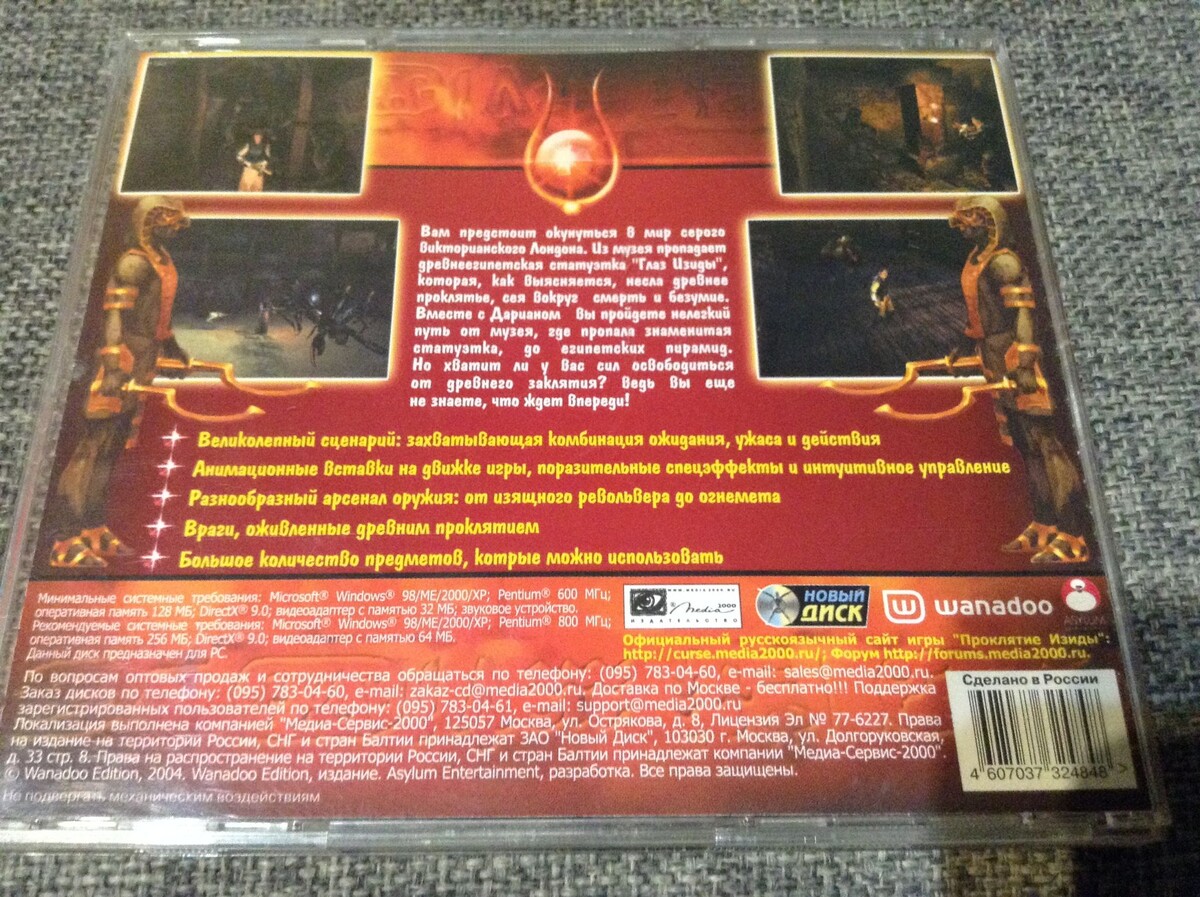 Вам предстоит окунуться в мир серого
викторианского Лондона. Из музея пропадает
древнеегипетская статуэтка "Глаз Изиды",
которая, как выясняется, несла древнее
проклятье, сея вокруг смерть и безумие.
Вместе с Дарианом вы пройдете нелегкий
путь от музея, где пропала знаменитая
статуэтка, до египетских пирамид.
Но хватит ли у Вас сил освободиться
от древнего заклятия? Ведь вы еще
не знаете, что ждет впереди!
Великолепный сценарий: захватывающая комбинация ожидания, ужаса и действия
Анимационные вставки на движке игры, поразительные спецэффекты и интуитивное управление
Разнообразный арсенал оружия: от изящного револьвера до огнемета
Враги, оживленные древним проклятием
Большое количество предметов, котрые можно использовать
Минимальные системные требования: Microsoft® Windows® 98/ME/2000/XP; Pentium® 600 МГц;
оперативная память 128 МБ; DirectX® 9.0; видеоадаптер с памятью 32 МБ; звуковое устройство.
Рекомендуемые системные требования: Microsoft® Windows® 98/ME/2000/XP; Pentium® 800 МГц;
оперативная память 256 МБ; DirectX® 9.0; видеоадаптер с памятью 64 МБ.
Данный диск предназначен для PC.
WWW.MEDIA2000.RU
® Media 2000
ИЗДАТЕЛЬСТВО
НОВЫЙ
ДИСК
wanadoo
ASYLUM
Официальный русскоязычный сайт игры "Проклятие Изиды":
http://curse.media2000.ru/; Форум http://forums.media2000.ru.
По вопросам оптовых продаж и сотрудничества обращаться по телефону: (095) 783-04-60, e-mail: sales@media2000.ru.
Заказ дисков по телефону: (095) 783-04-60, e-mail: zakaz-cd@media2000.ru. Доставка по Москве - бесплатно!!! Поддержка
зарегистрированных пользователей по телефону: (095) 783-04-61, e-mail: support@media2000.ru
Локализация выполнена компанией "Медиа-Сервис-2000", 125057 Москва, ул. Острякова, д. 8, Лицензия Эл № 77-6227. Права
на издание на территории России, СНГ и стран Балтии принадлежат ЗАО "Новый Диск", 103030 г. Москва, ул. Долгоруковская,
д. 33 стр. 8. Права на распространение на территории России, СНГ и стран Балтии принадлежат компании "Медиа-Сервис-2000".
© Wanadoo Edition, 2004. Wanadoo Edition, издание. Asylum Entertainment, разработка. Все права защищены.
Не подвергать механическим воздействиям
Сделано в России
4 607037 324848 >